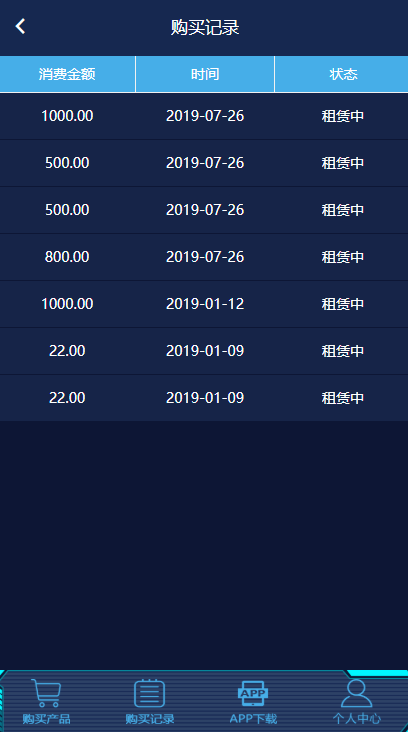 购买记录
消费金额 时间 状态
1000.00 2019-07-26 租赁中
500.00 2019-07-26 租赁中
500.00 2019-07-26 租赁中
800.00 2019-07-26 租赁中
1000.00 2019-01-12 租赁中
22.00 2019-01-09 租赁中
22.00 2019-01-09 租赁中
APP
购买产品 购买记录 APP下载 个人中心